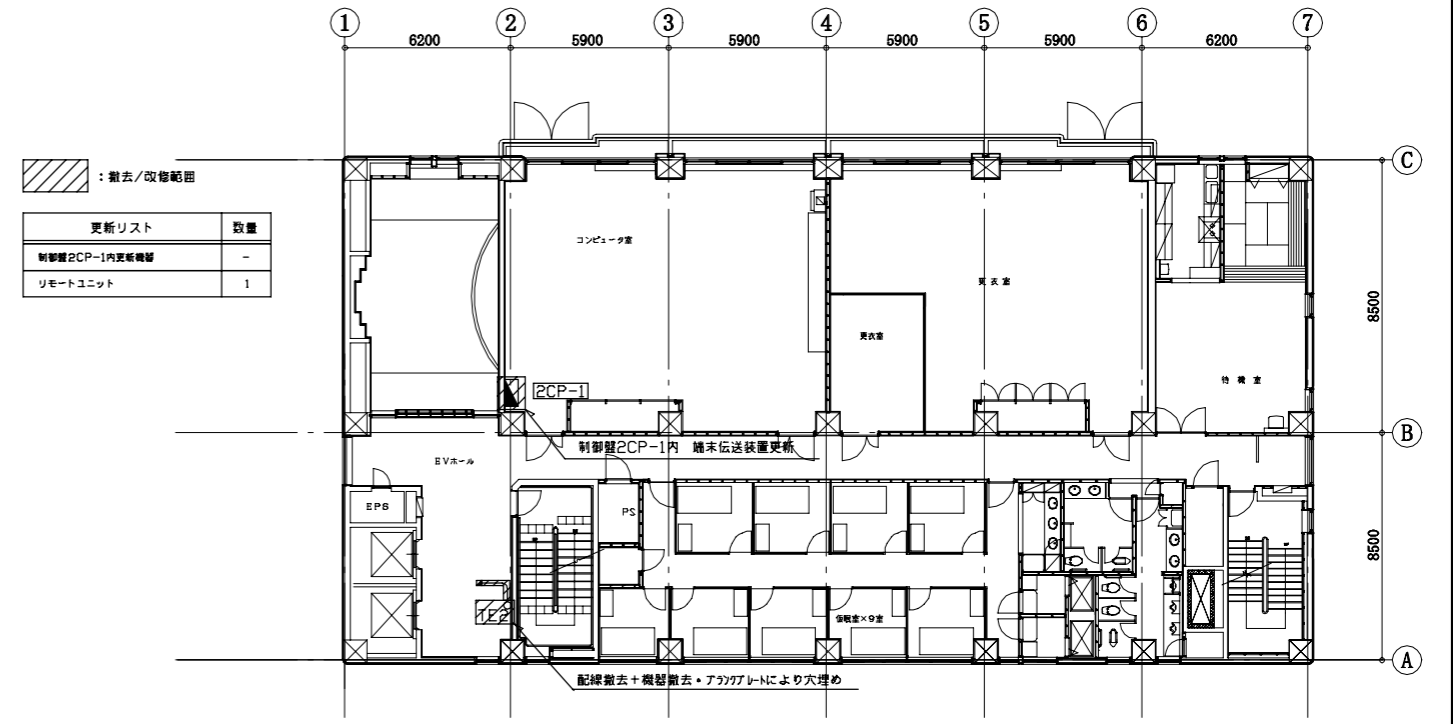 1 2 3 4 5 6 7
6200 5900 5900 5900 5900 6200
C
：撤去/改修範囲
更新リスト 数量
制御盤2CP-1内更新機器 -
リモートユニット 1
コンピュータ室
更衣室
8500
更衣室
待機室
2CP-1
B
制御盤2CP-1内 端末伝送装置更新
EVホール
EPS
PS
8500
TE2
仮眠室×9室
A
配線撤去+機器撤去・ブランクプレートにより穴埋め